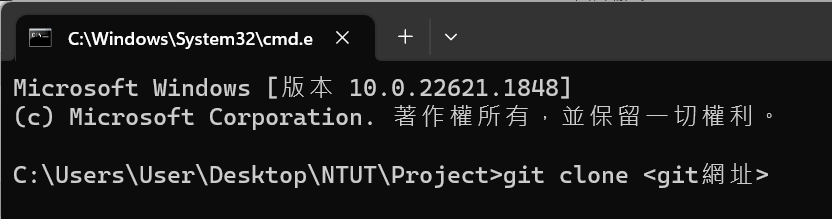 C:\Windows\System32\cmd.e
Microsoft Windows [版本 10.0.22621.1848]
(c) Microsoft Corporation. 著作權所有，並保留一切權利。
C:\Users\User\Desktop\NTUT\Project>git clone <git網址>